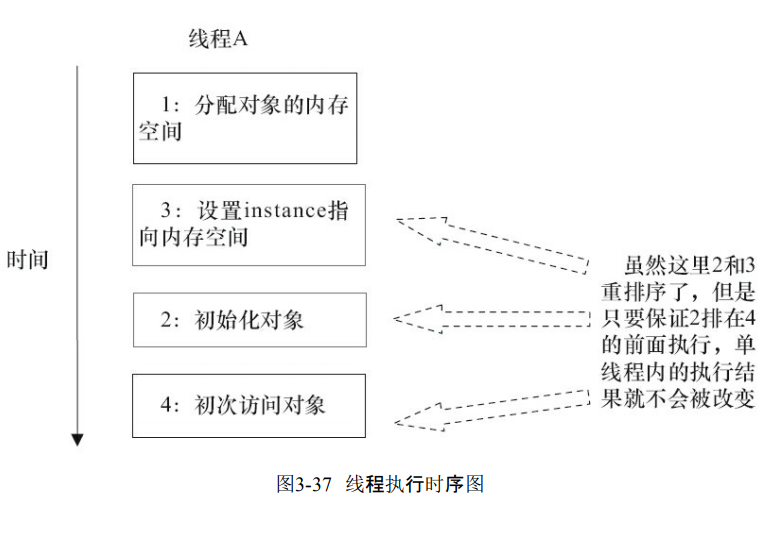 线程A
1：分配对象的内存
空间
3：设置instance指
向内存空间
时间
2：初始化对象
4：初次访问对象
虽然这里2和3
重排序了，但是
只要保证2排在4
的前面执行，单
线程内的执行结
果就不会被改变
图3-37 线程执行时序图